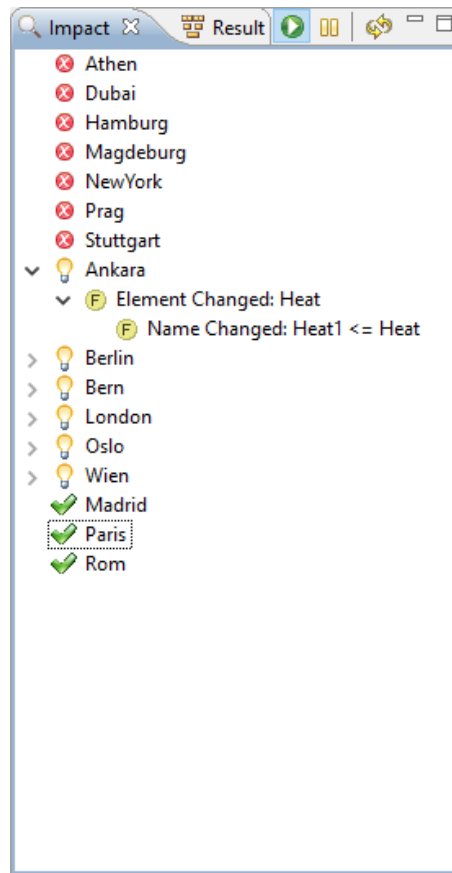 Impact Result
Athen
Dubai
Hamburg
Magdeburg
NewYork
Prag
Stuttgart
Ankara
F Element Changed: Heat
F Name Changed: Heat1 <= Heat
Berlin
Bern
London
Oslo
Wien
Madrid
Paris
Rom